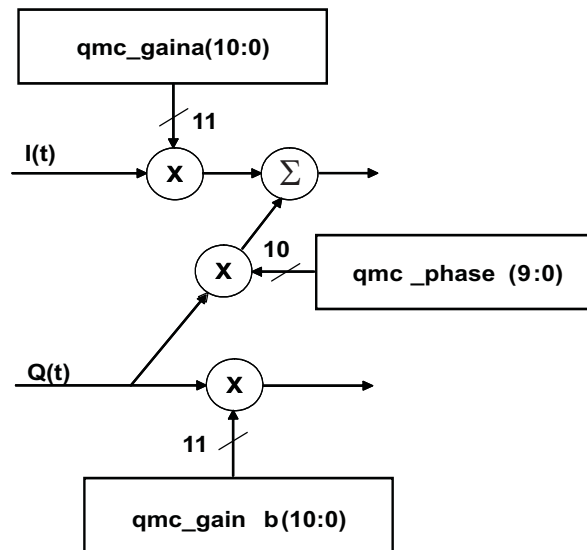 qmc_gaina(10:0)
11
I(t)
X
Σ
10
X
qmc _phase (9:0)
Q(t)
X
11
qmc_gain b(10:0)